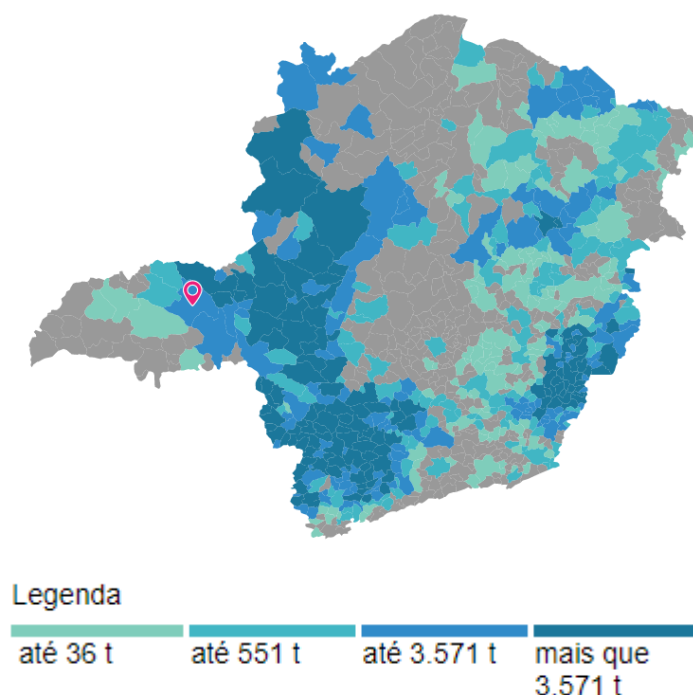 Legenda
até 36 t
até 551 t
até 3.571 t
mais que
3.571 t